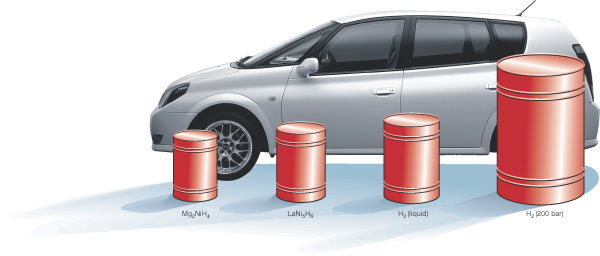 Mg₂NiH₄
LaNi₅H₆
H₂ (liquid)
H₂ (200 bar)